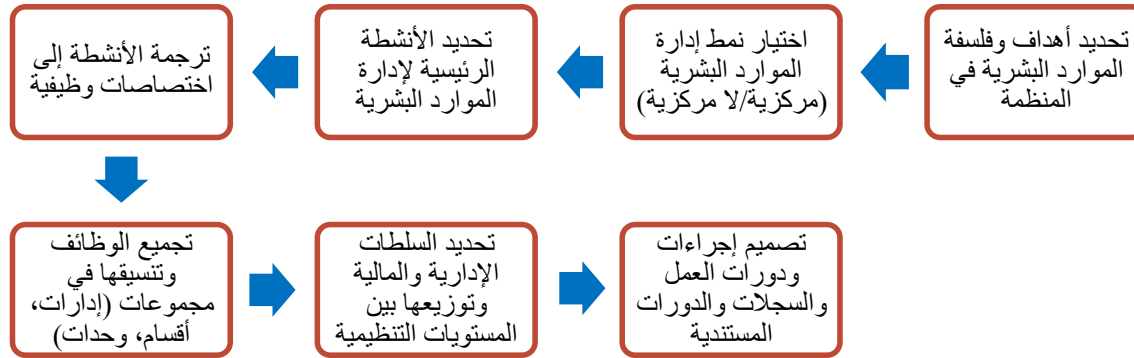 تحديد أهداف وفلسفة
الموارد البشرية في
المنظمة
اختيار نمط إدارة
الموارد البشرية
(مركزية/لا مركزية)
تحديد الأنشطة
الرئيسية لإدارة
الموارد البشرية
ترجمة الأنشطة إلى
اختصاصات وظيفية
تجميع الوظائف
وتنسيقها في
مجموعات (إدارات،
أقسام، وحدات)
تحديد السلطات
الإدارية والمالية
وتوزيعها بين
المستويات التنظيمية
تصميم إجراءات
ودورات العمل
والسجلات والدورات
المستندية